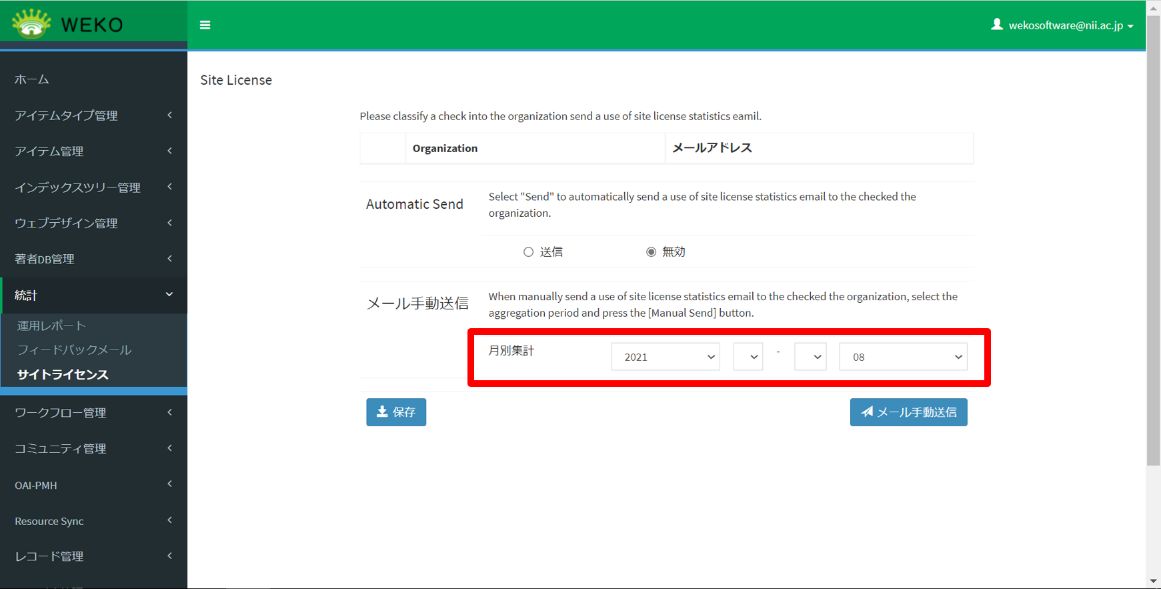 WEKO
wekosoftware@nii.ac.jp
ホーム
アイテムタイプ管理
アイテム管理
インデックスツリー管理
ウェブデザイン管理
著者DB管理
統計
運用レポート
フィードバックメール
サイトライセンス
ワークフロー管理
コミュニティ管理
OAI-PMH
Resource Sync
レコード管理
Site License
Please classify a check into the organization send a use of site license statistics eamil.
Organization メールアドレス
Automatic Send
Select "Send" to automatically send a use of site license statistics email to the checked the
organization.
送信 無効
メール手動送信
When manually send a use of site license statistics email to the checked the organization, select the
aggregation period and press the [Manual Send] button.
月別集計 2021 - 08
保存 メール手動送信